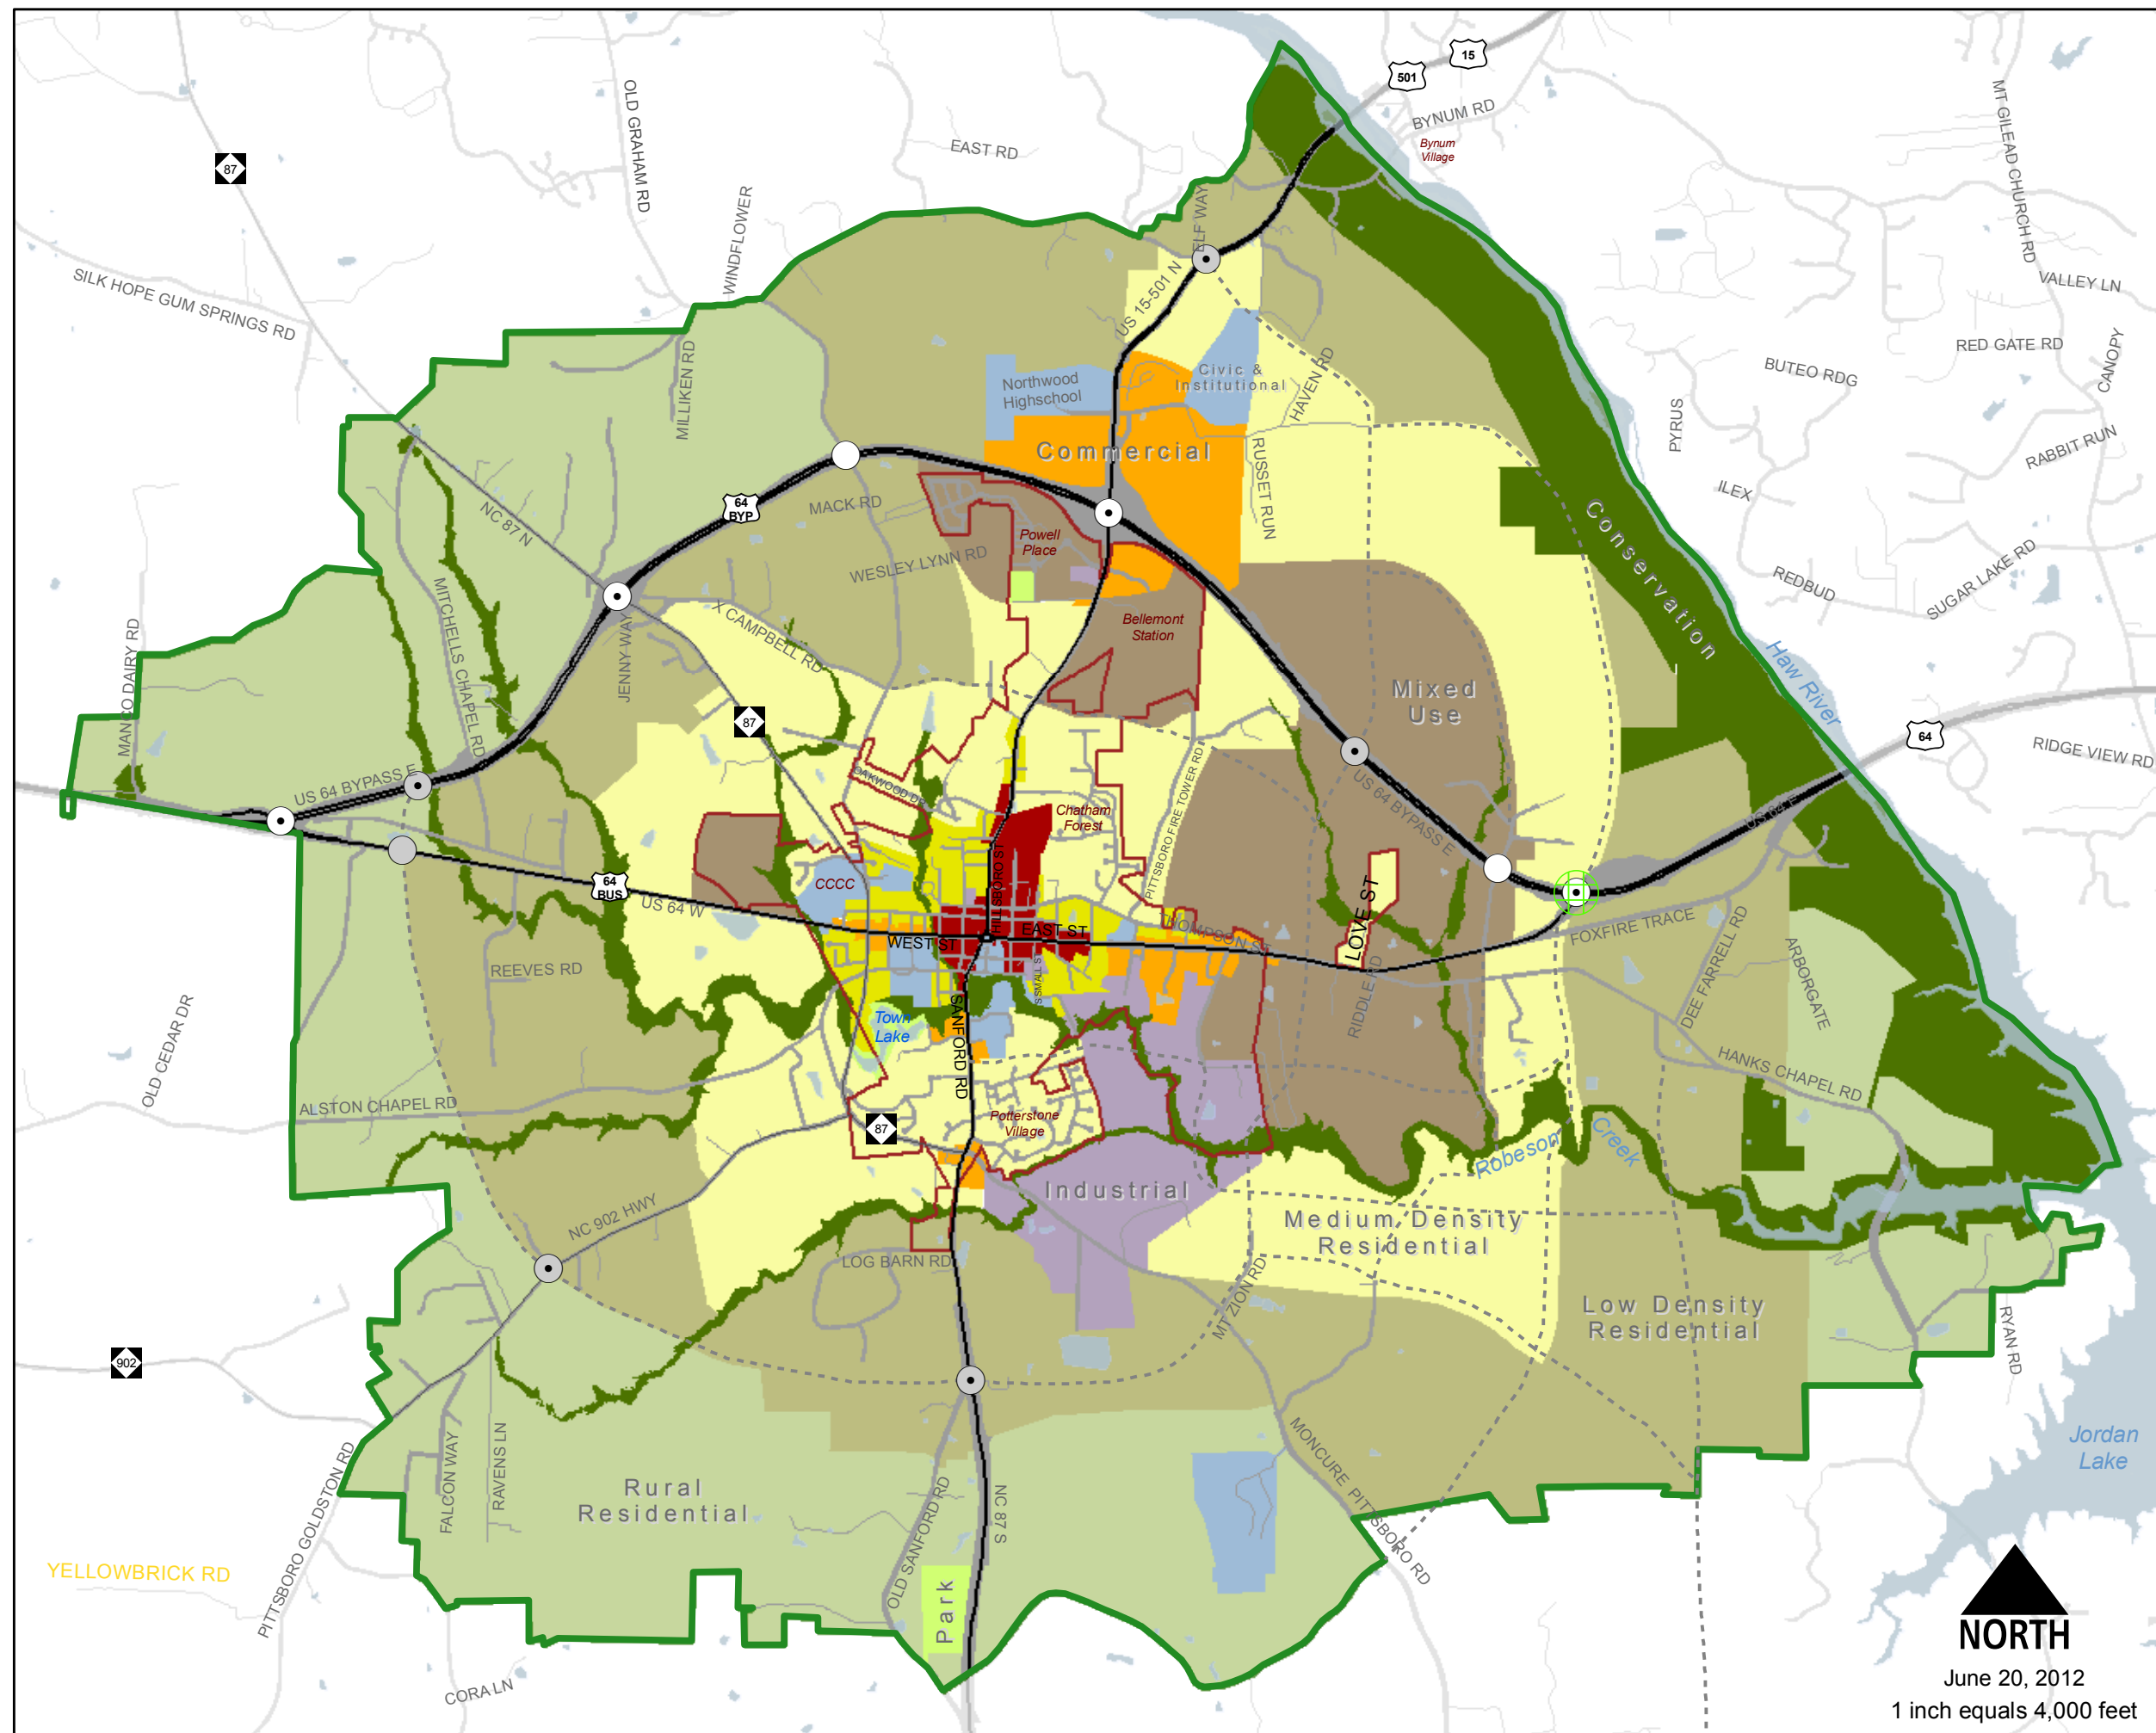 15
501
BYNUM RD
Bynum
Village
MT GILEAD CHURCH RD
OLD GRAHAM RD
EAST RD
87
WINDFLOWER
ELF WAY
VALLEY LN
SILK HOPE GUM SPRINGS RD
US 15-501 N
RED GATE RD
CANOPY
MILLIKEN RD
Northwood
Highschool
Civic &
Institutional
HAVEN RD
BUTEO RDG
PYRUS
Commercial
RUSSET RUN
RABBIT RUN
ILEX
NC 87 N
64
BYP
MACK RD
Powell
Place
Conservation
WESLEY LYNN RD
REDBUD
SUGAR LAKE RD
MITCHELLS CHAPEL RD
X CAMPBELL RD
JENNY WAY
Bellemont
Station
MANCO DAIRY RD
Mixed
Use
Haw River
87
64
RIDGE VIEW RD
US 64 BYPASS E
OAKWOOD DR
PITTSBORO FIRE TOWER RD
US 64 BYPASS E
US 64 E
Chatham
Forest
HILLSBORO ST
64
BUS
CCCC
US 64 W
LOVE ST
WEST ST
EAST ST
THOMPSON ST
FOXFIRE TRACE
DEE FARRELL RD
ARBORGATE
REEVES RD
S SMALL ST
RIDDLE RD
OLD CEDAR DR
Town
Lake
SANFORD RD
HANKS CHAPEL RD
ALSTON CHAPEL RD
87
Potterstone
Village
Robeson
Creek
Industrial
NC 902 HWY
Medium Density
Residential
LOG BARN RD
MT ZION RD
Low Density
Residential
RYAN RD
902
FALCON WAY
RAVENS LN
PITTSBORO GOLDSTON RD
Rural
Residential
OLD SANFORD RD
NC 87 S
MONCURE PITTSBORO RD
Jordan
Lake
YELLOWBRICK RD
Park
CORA LN
NORTH
June 20, 2012
1 inch equals 4,000 feet